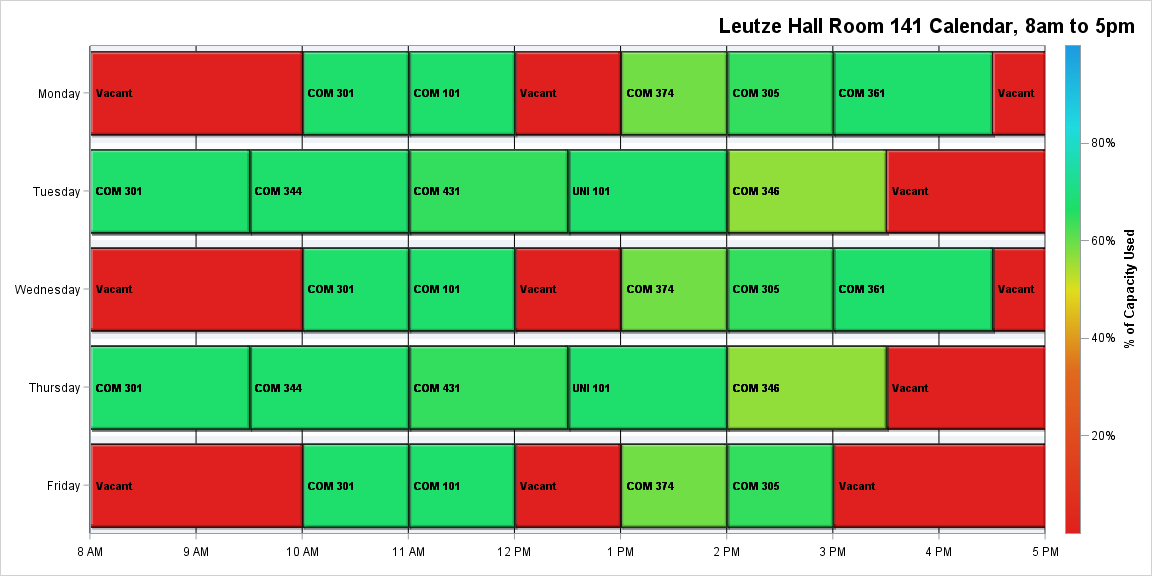 Leutze Hall Room 141 Calendar, 8am to 5pm
Monday
Vacant
COM 301
COM 101
Vacant
COM 374
COM 305
COM 361
Vacant
Tuesday
COM 301
COM 344
COM 431
UNI 101
COM 346
Vacant
Wednesday
Vacant
COM 301
COM 101
Vacant
COM 374
COM 305
COM 361
Vacant
Thursday
COM 301
COM 344
COM 431
UNI 101
COM 346
Vacant
Friday
Vacant
COM 301
COM 101
Vacant
COM 374
COM 305
Vacant
8 AM
9 AM
10 AM
11 AM
12 PM
1 PM
2 PM
3 PM
4 PM
5 PM
80%
60%
40%
20%
% of Capacity Used